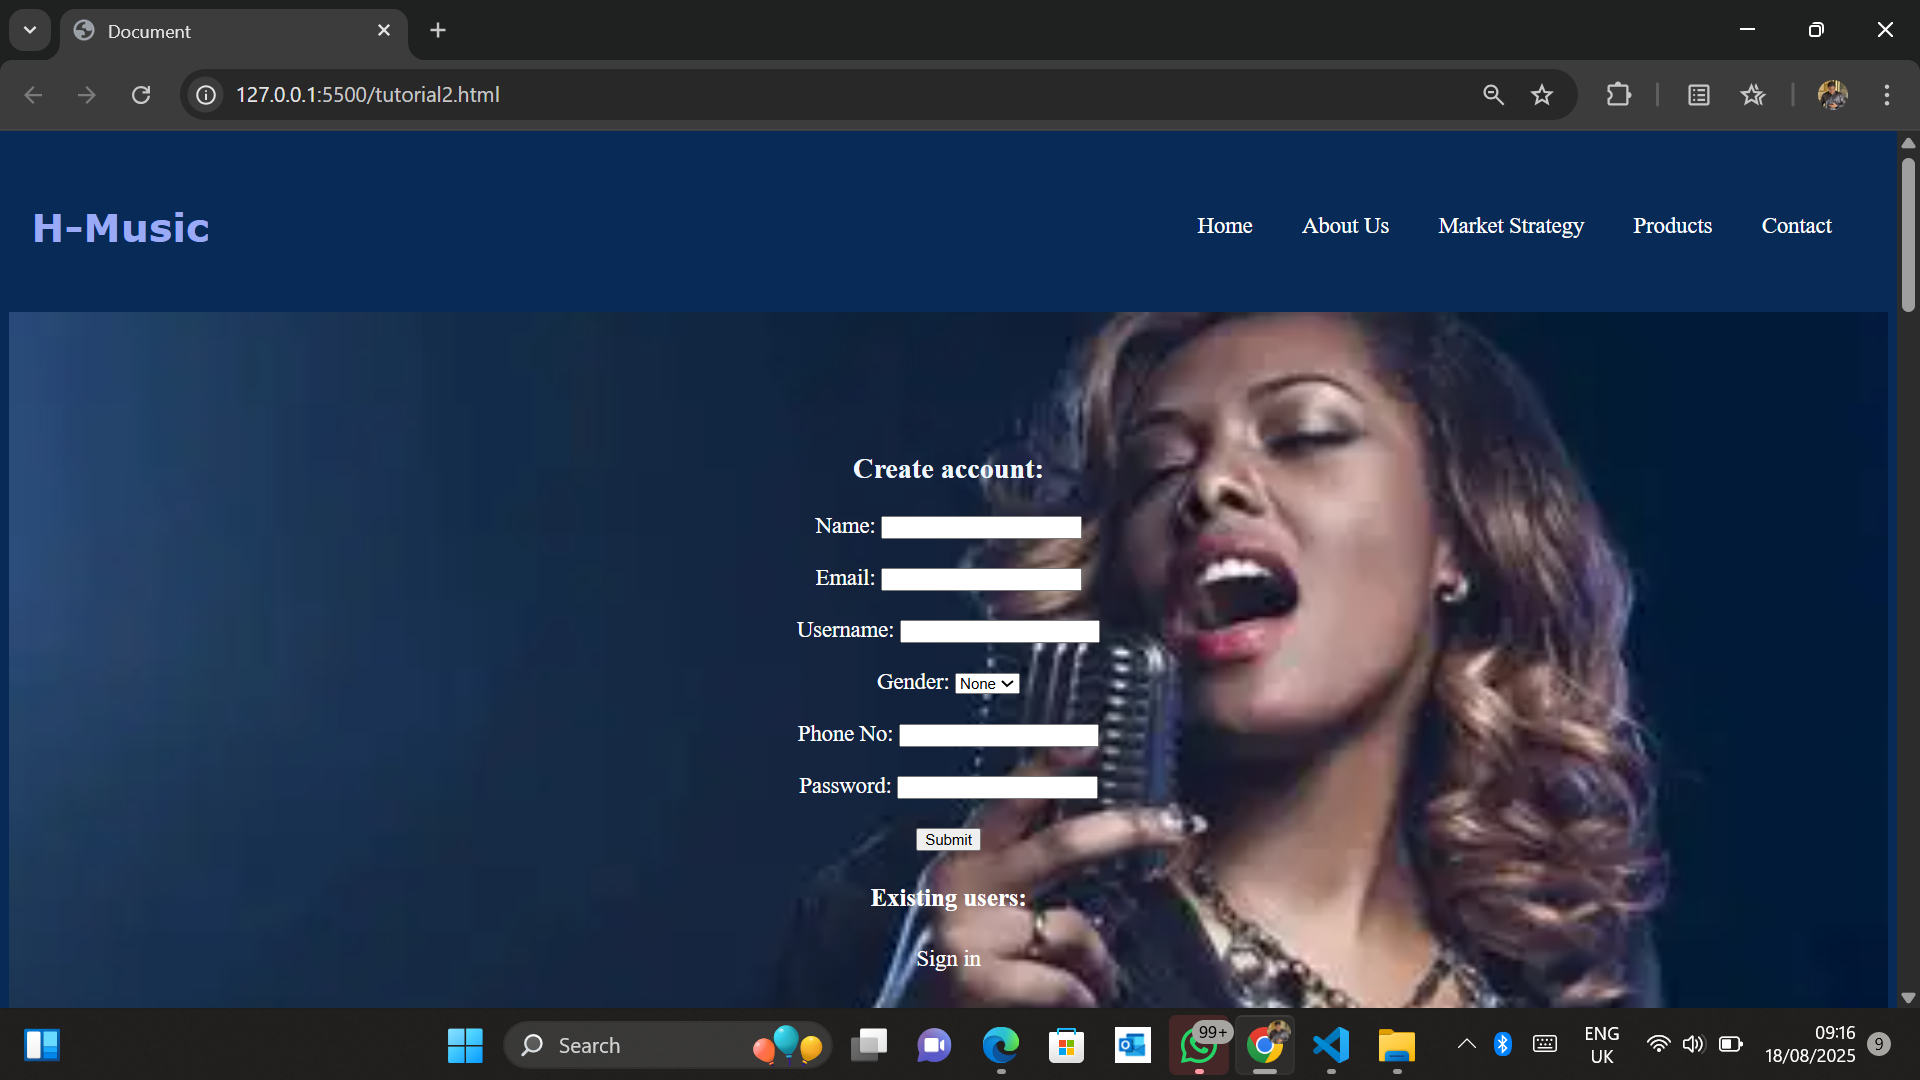 Document
127.0.0.1:5500/tutorial2.html
H-Music
Home About Us Market Strategy Products Contact
Create account:
Name:
Email:
Username:
Gender: None
Phone No:
Password:
Submit
Existing users:
Sign in
Search
99+
ENG
UK
09:16
18/08/2025
9